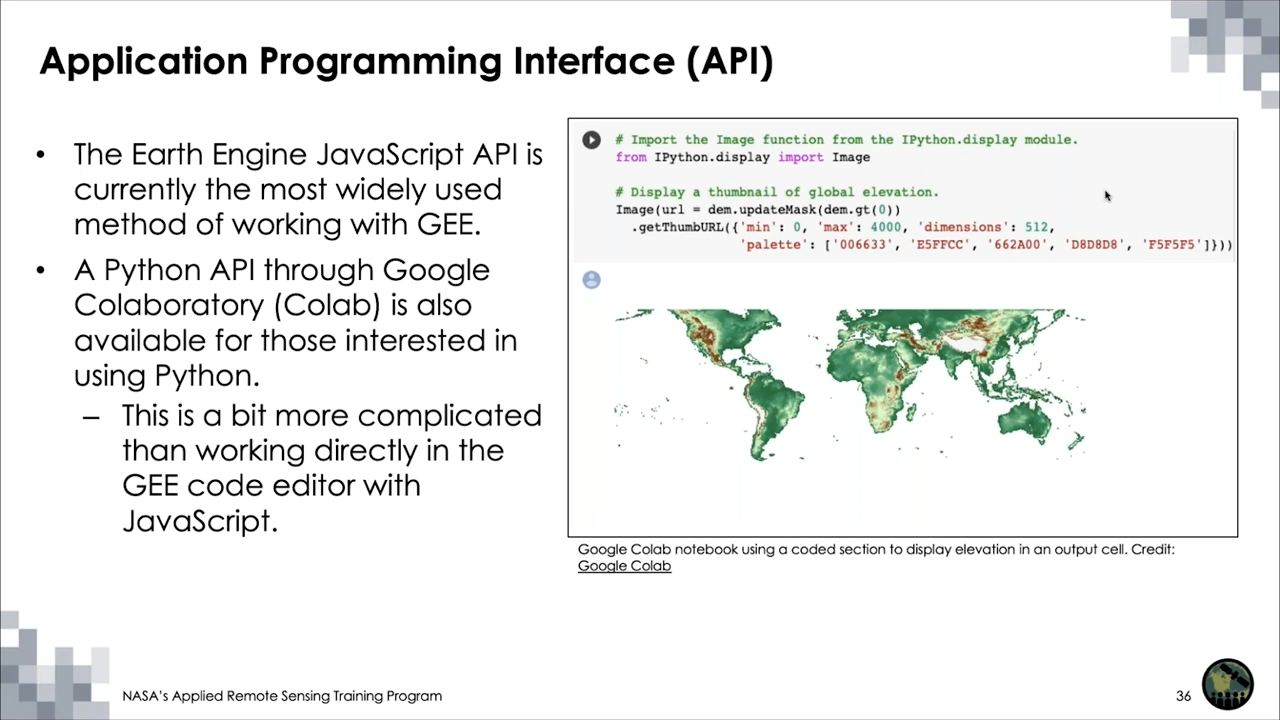 Application Programming Interface (API)
• The Earth Engine JavaScript API is
currently the most widely used
method of working with GEE.
• A Python API through Google
Colaboratory (Colab) is also
available for those interested in
using Python.
– This is a bit more complicated
than working directly in the
GEE code editor with
JavaScript.
# Import the Image function from the IPython.display module.
from IPython.display import Image
# Display a thumbnail of global elevation.
Image(url = dem.updateMask(dem.gt(0))
.getThumbURL({'min': 0, 'max': 4000, 'dimensions': 512,
'palette': ['006633', 'E5FFCC', '662A00', 'D8D8D8', 'F5F5F5']}))
Google Colab notebook using a coded section to display elevation in an output cell. Credit:
Google Colab
NASA's Applied Remote Sensing Training Program
36